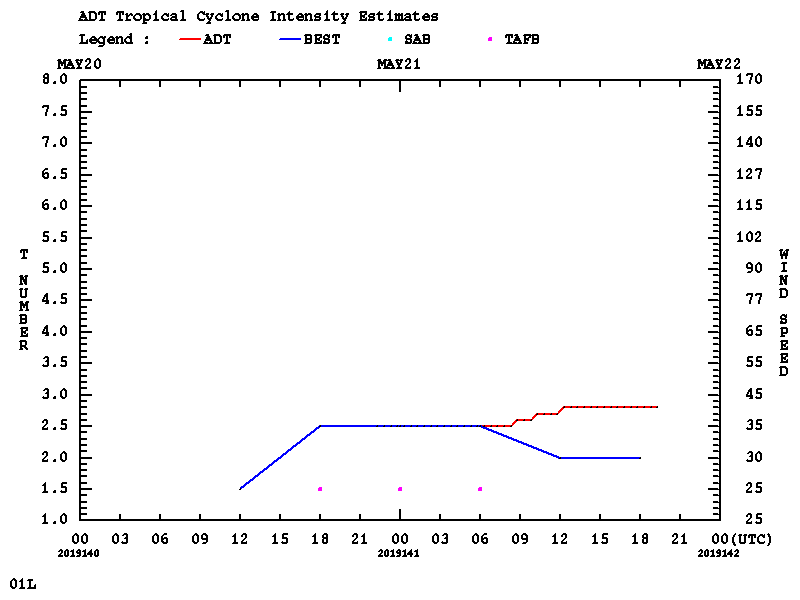 ADT Tropical Cyclone Intensity Estimates
Legend : ADT BEST SAB TAFB
MAY20 MAY21 MAY22
8.0 170
7.5 155
7.0 140
6.5 127
6.0 115
5.5 102
5.0 90
4.5 77
4.0 65
3.5 55
3.0 45
2.5 35
2.0 30
1.5 25
1.0 25
T NUMBER
WIND SPEED
00 03 06 09 12 15 18 21 00 03 06 09 12 15 18 21 00 (UTC)
2019140 2019141 2019142
01L